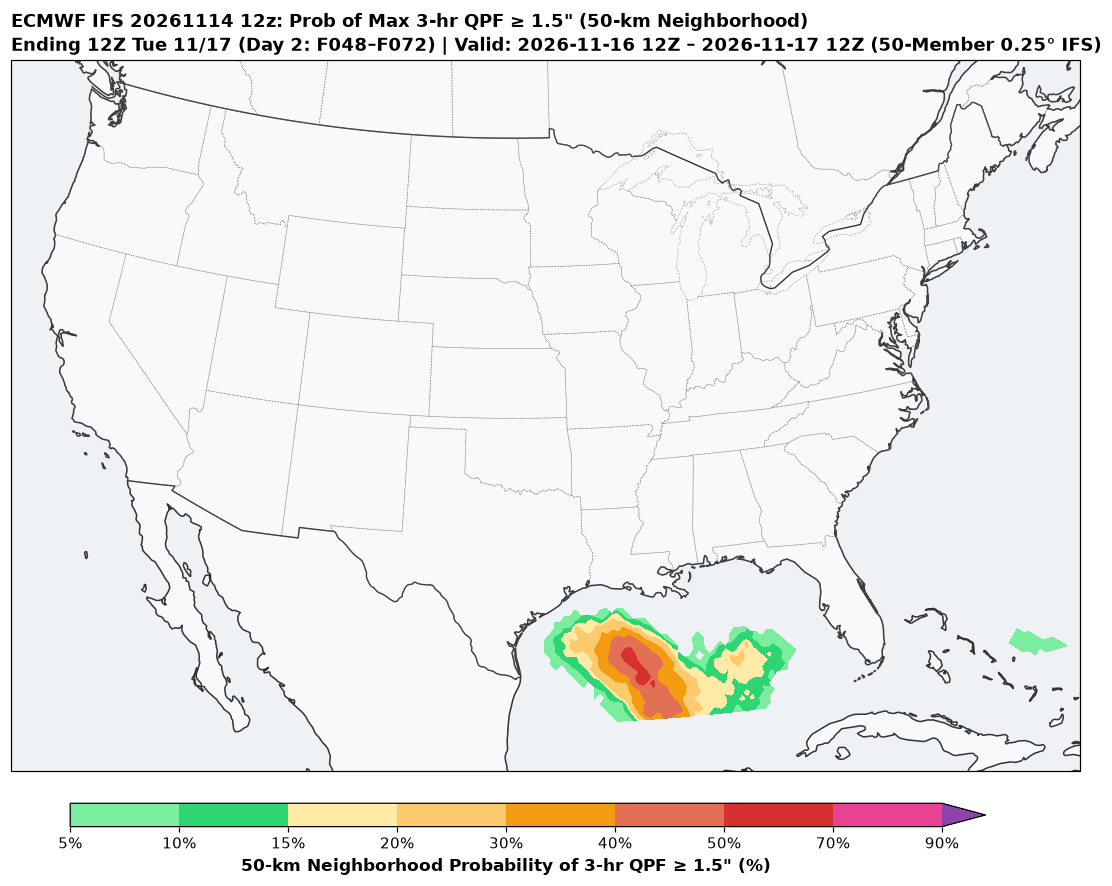 ECMWF IFS 20261114 12z: Prob of Max 3-hr QPF ≥ 1.5" (50-km Neighborhood)
Ending 12Z Tue 11/17 (Day 2: F048–F072) | Valid: 2026-11-16 12Z – 2026-11-17 12Z (50-Member 0.25° IFS)
5% 10% 15% 20% 30% 40% 50% 70% 90%
50-km Neighborhood Probability of 3-hr QPF ≥ 1.5" (%)